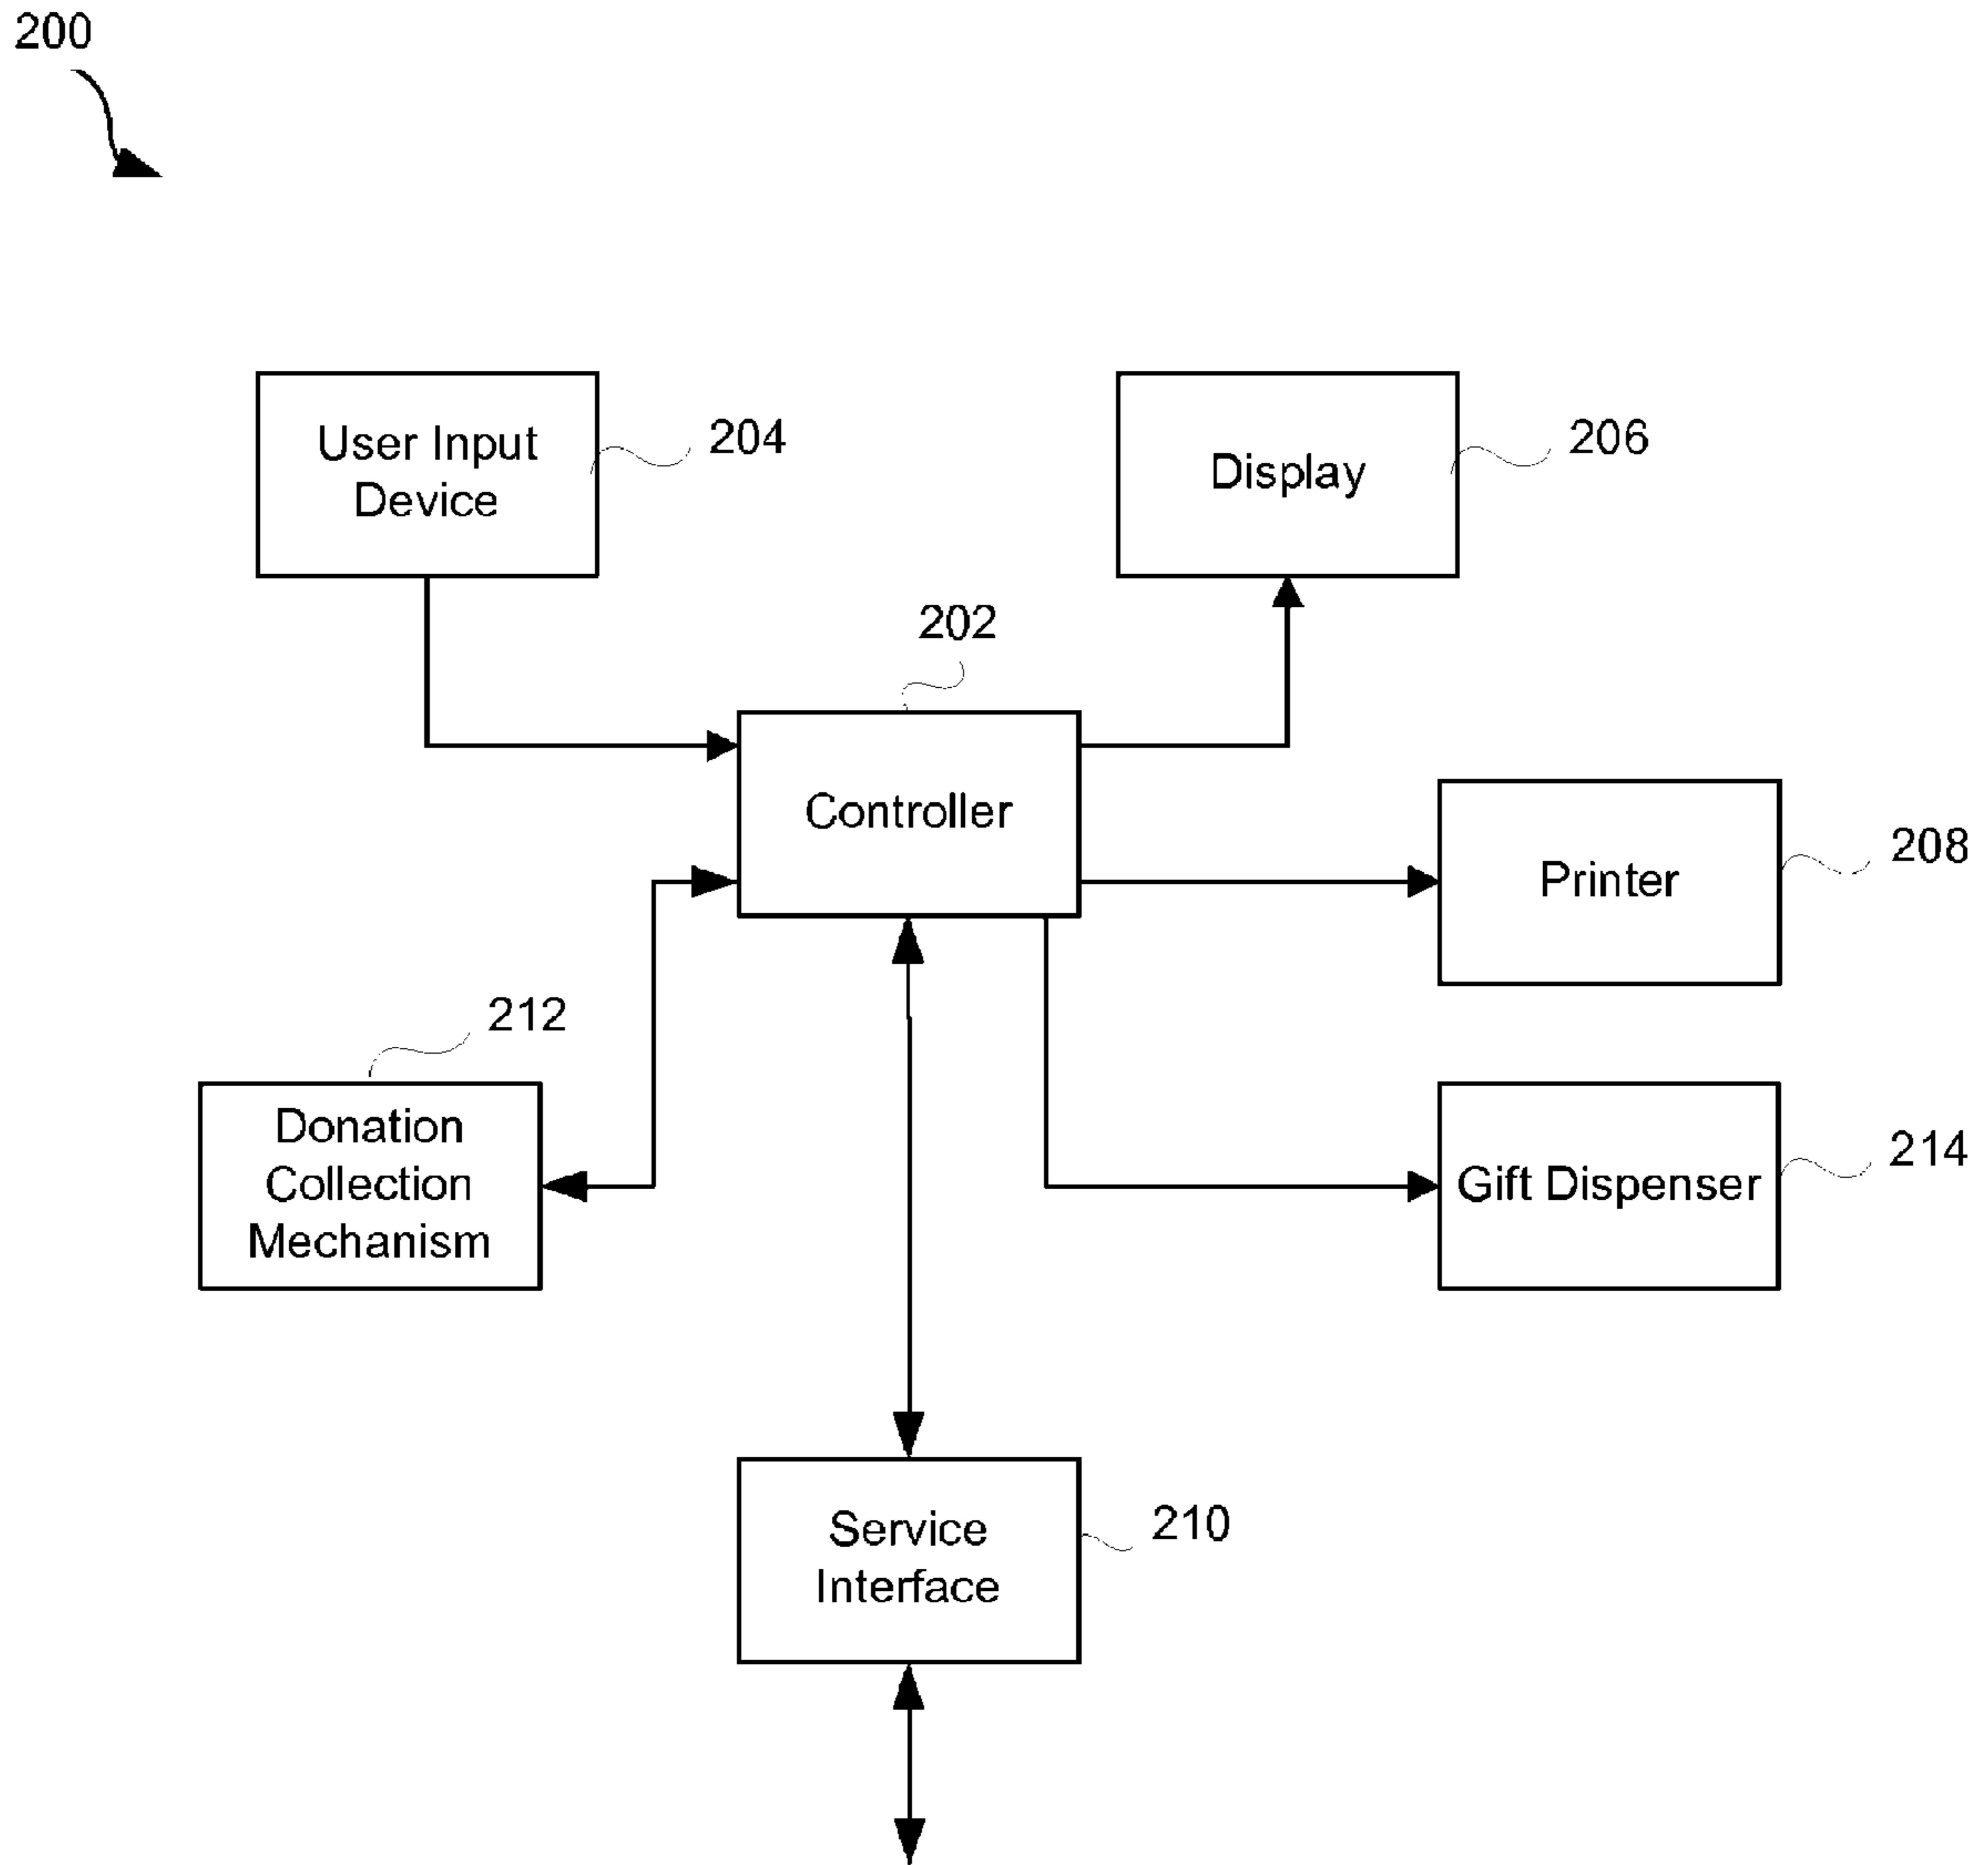 200
User Input
Device
204
Display
206
202
Controller
Printer
208
212
Donation
Collection
Mechanism
Gift Dispenser
214
Service
Interface
210